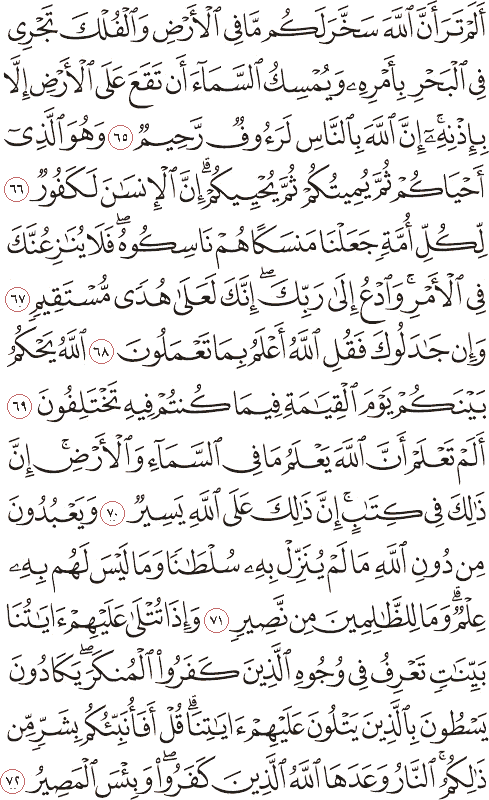 أَلَمْ تَرَ أَنَّ ٱللَّهَ سَخَّرَ لَكُم مَّا فِى ٱلْأَرْضِ وَٱلْفُلْكَ تَجْرِى
فِى ٱلْبَحْرِ بِأَمْرِهِۦ وَيُمْسِكُ ٱلسَّمَآءَ أَن تَقَعَ عَلَى ٱلْأَرْضِ إِلَّا
بِإِذْنِهِۦٓ ۗ إِنَّ ٱللَّهَ بِٱلنَّاسِ لَرَءُوفٌ رَّحِيمٌ ٦٥ وَهُوَ ٱلَّذِىٓ
أَحْيَاكُمْ ثُمَّ يُمِيتُكُمْ ثُمَّ يُحْيِيكُمْ ۗ إِنَّ ٱلْإِنسَـٰنَ لَكَفُورٌ ٦٦
لِّكُلِّ أُمَّةٍ جَعَلْنَا مَنسَكًا هُمْ نَاسِكُوهُ ۖ فَلَا يُنَـٰزِعُنَّكَ
فِى ٱلْأَمْرِ ۚ وَٱدْعُ إِلَىٰ رَبِّكَ ۖ إِنَّكَ لَعَلَىٰ هُدًى مُّسْتَقِيمٍ ٦٧
وَإِن جَـٰدَلُوكَ فَقُلِ ٱللَّهُ أَعْلَمُ بِمَا تَعْمَلُونَ ٦٨ ٱللَّهُ يَحْكُمُ
بَيْنَكُمْ يَوْمَ ٱلْقِيَـٰمَةِ فِيمَا كُنتُمْ فِيهِ تَخْتَلِفُونَ ٦٩
أَلَمْ تَعْلَمْ أَنَّ ٱللَّهَ يَعْلَمُ مَا فِى ٱلسَّمَآءِ وَٱلْأَرْضِ ۗ إِنَّ
ذَٰلِكَ فِى كِتَـٰبٍ ۚ إِنَّ ذَٰلِكَ عَلَى ٱللَّهِ يَسِيرٌ ٧٠ وَيَعْبُدُونَ
مِن دُونِ ٱللَّهِ مَا لَمْ يُنَزِّلْ بِهِۦ سُلْطَـٰنًا وَمَا لَيْسَ لَهُم بِهِۦ
عِلْمٌ ۗ وَمَا لِلظَّـٰلِمِينَ مِن نَّصِيرٍ ٧١ وَإِذَا تُتْلَىٰ عَلَيْهِمْ ءَايَـٰتُنَا
بَيِّنَـٰتٍ تَعْرِفُ فِى وُجُوهِ ٱلَّذِينَ كَفَرُوا۟ ٱلْمُنكَرَ ۖ يَكَادُونَ
يَسْطُونَ بِٱلَّذِينَ يَتْلُونَ عَلَيْهِمْ ءَايَـٰتِنَا ۗ قُلْ أَفَأُنَبِّئُكُم بِشَرٍّ مِّن
ذَٰلِكُمُ ۗ ٱلنَّارُ وَعَدَهَا ٱللَّهُ ٱلَّذِينَ كَفَرُوا۟ ۖ وَبِئْسَ ٱلْمَصِيرُ ٧٢